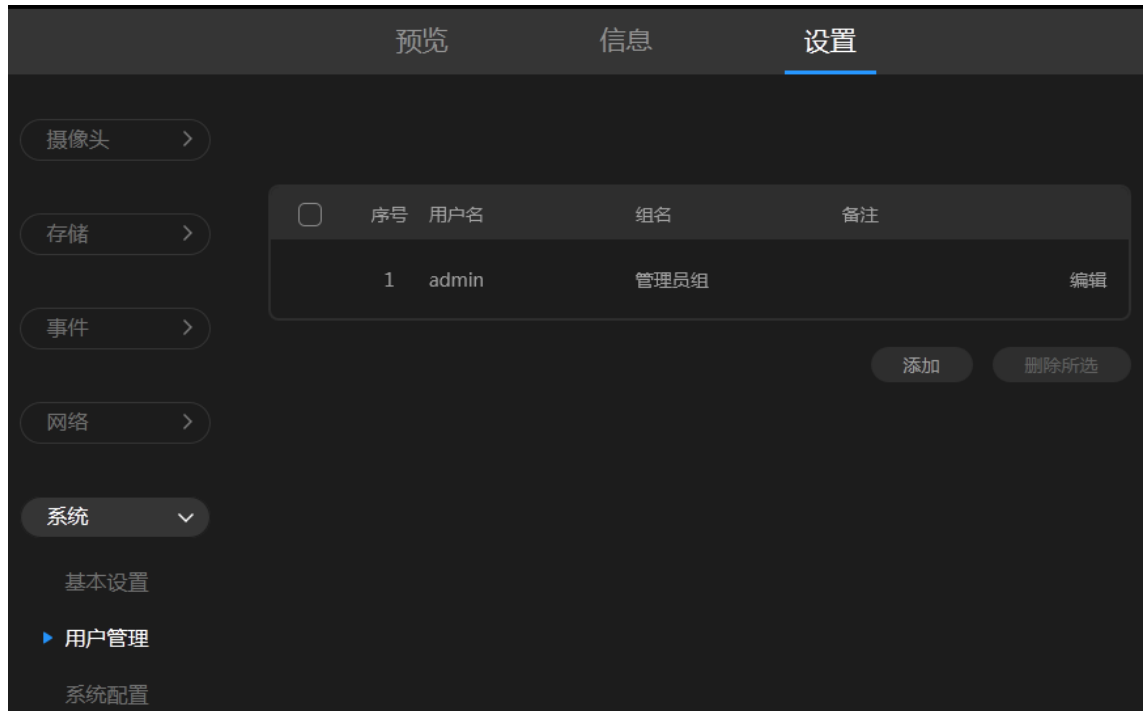 预览 信息 设置
摄像头
序号 用户名 组名 备注
存储
1 admin 管理员组 编辑
事件
添加 删除所选
网络
系统
基本设置
用户管理
系统配置